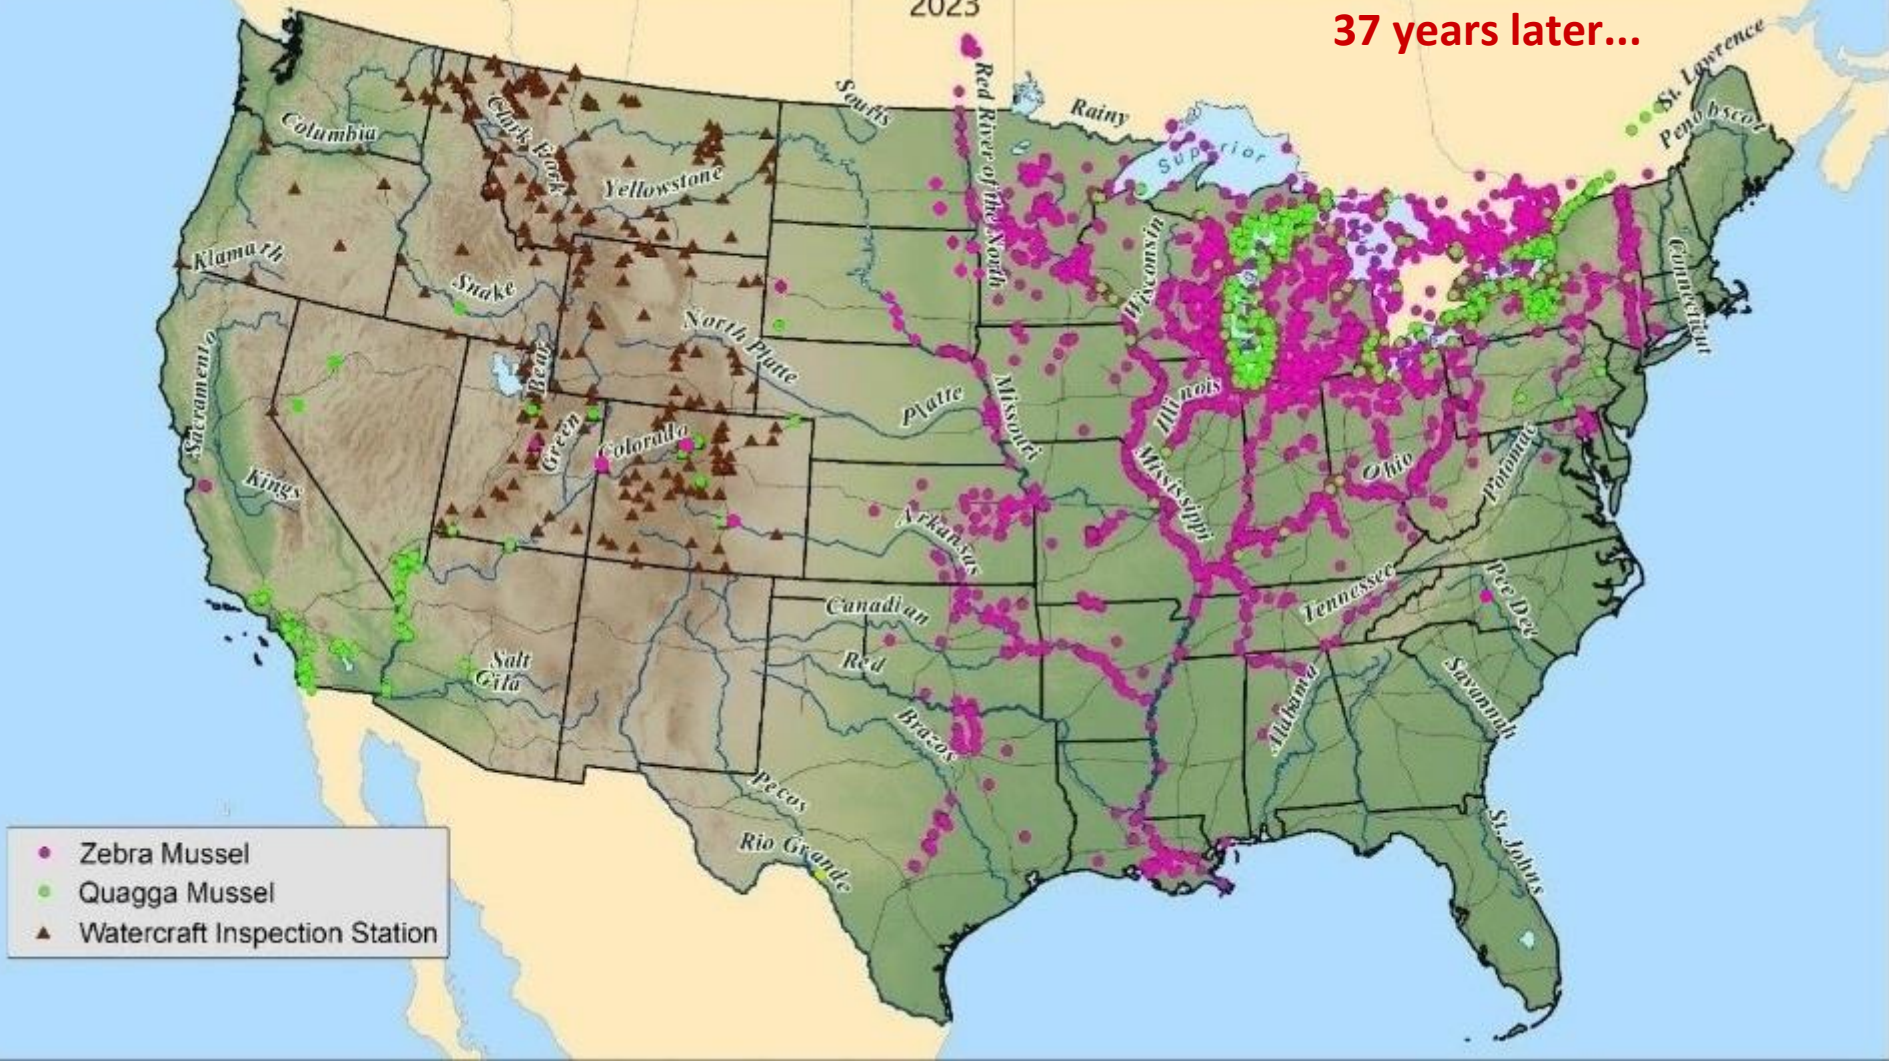 2023
37 years later...
St. Lawrence
Penobscot
Souris
Red River of the North
Rainy
Superior
Columbia
Clark Fork
Yellowstone
Klamath
Snake
Wisconsin
Connecticut
Sacramento
Bear
North Platte
Platte
Missouri
Illinois
Green
Colorado
Kings
Mississippi
Ohio
Potomac
Arkansas
Canadian
Tennessee
Pee Dee
Salt
Gila
Red
Brazos
Alabama
Savannah
Pecos
Rio Grande
St. Johns
Zebra Mussel
Quagga Mussel
Watercraft Inspection Station